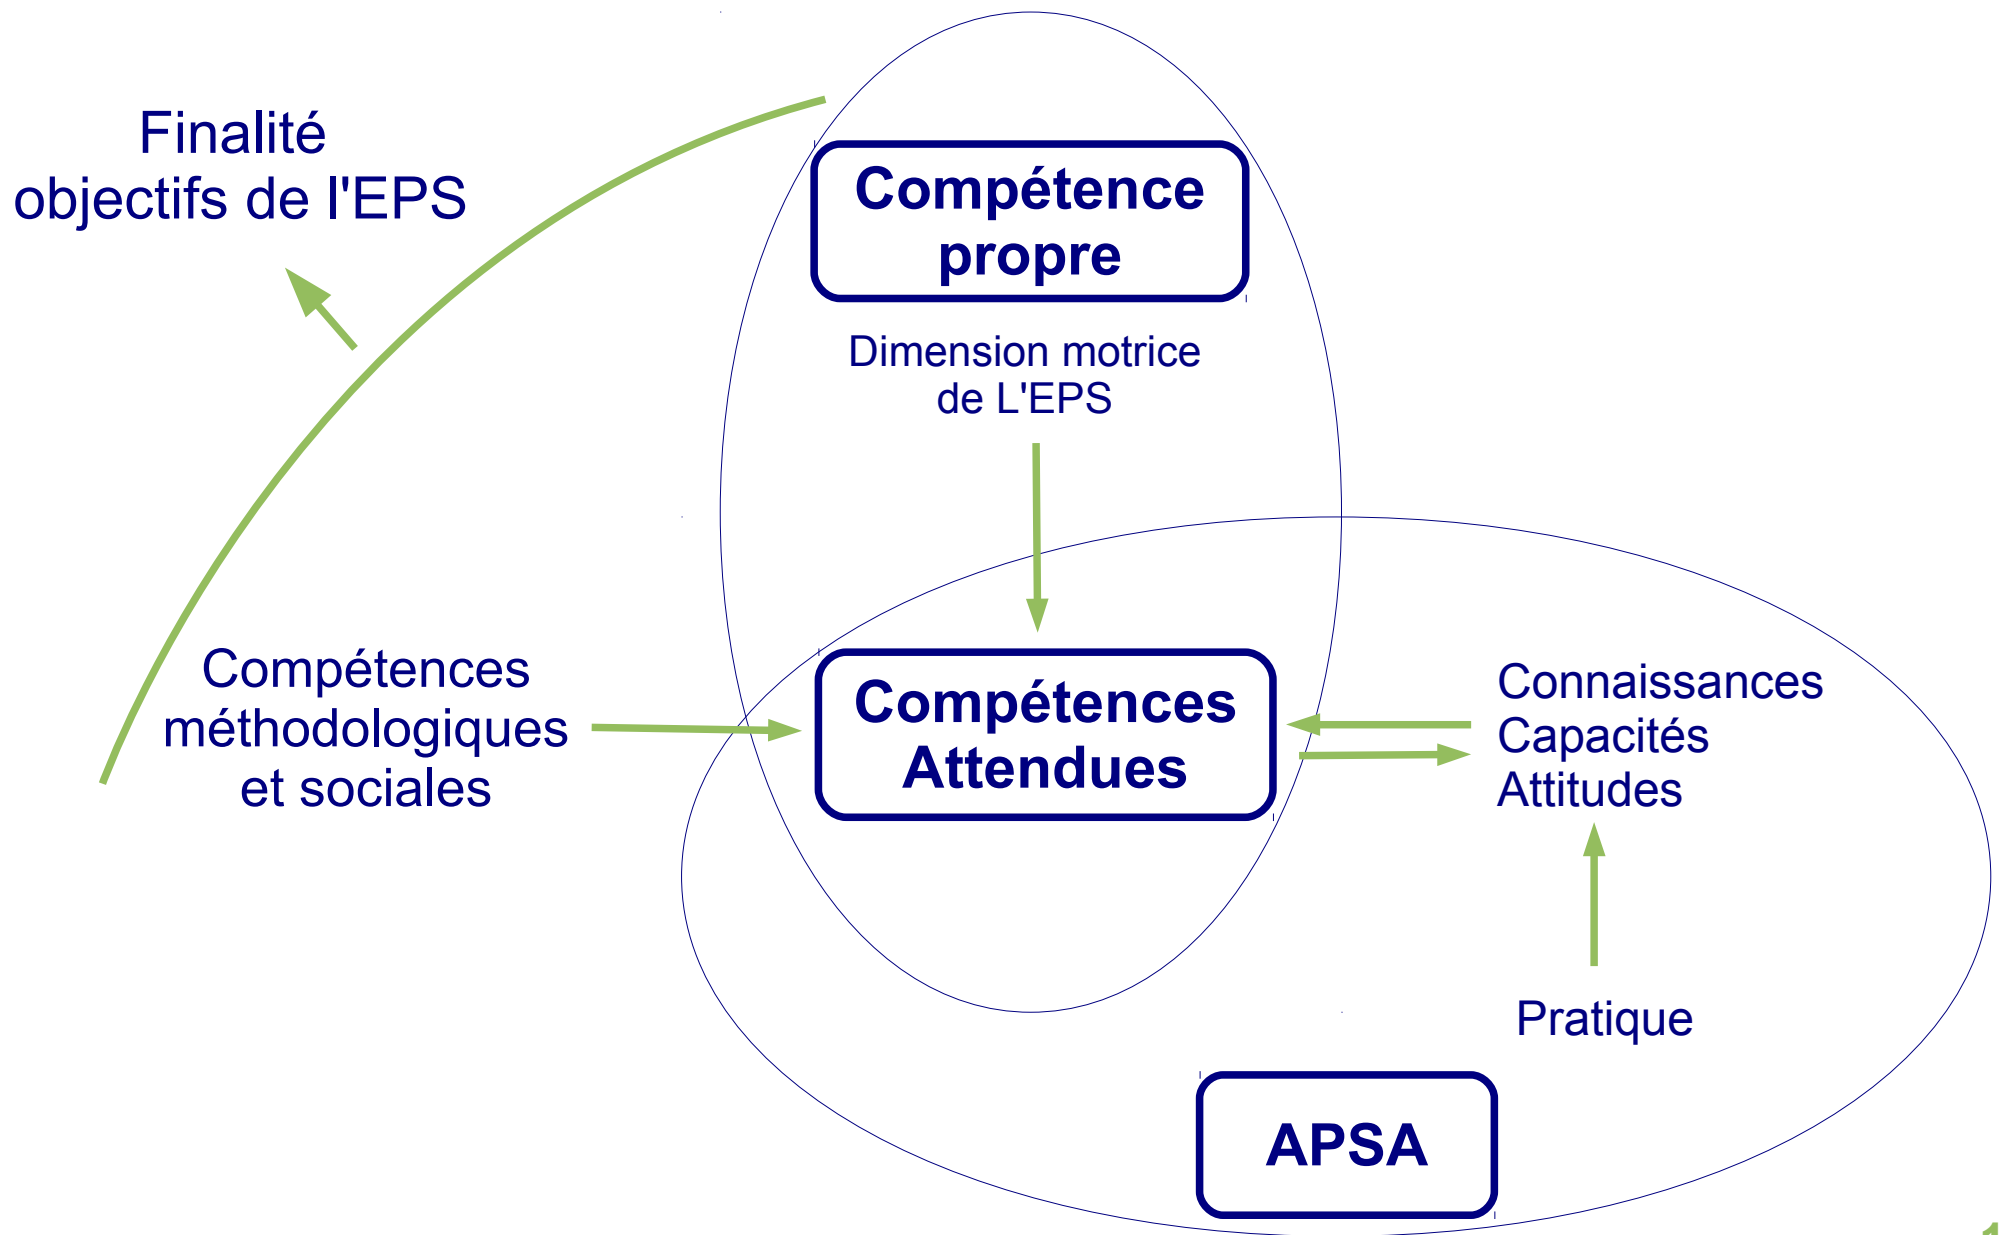 Finalité
objectifs de l'EPS
Compétence
propre
Dimension motrice
de L'EPS
Compétences
méthodologiques
et sociales
Compétences
Attendues
Connaissances
Capacités
Attitudes
Pratique
APSA